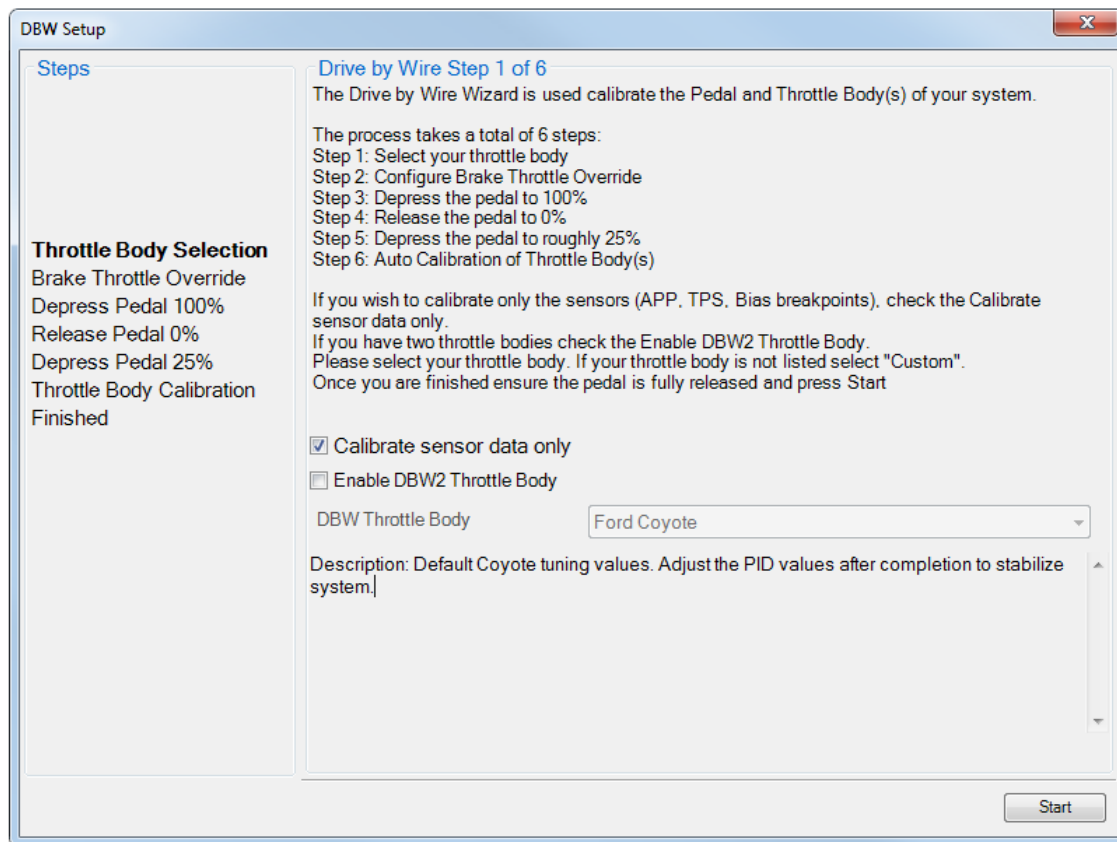 DBW Setup
Steps
Throttle Body Selection
Brake Throttle Override
Depress Pedal 100%
Release Pedal 0%
Depress Pedal 25%
Throttle Body Calibration
Finished
Drive by Wire Step 1 of 6
The Drive by Wire Wizard is used calibrate the Pedal and Throttle Body(s) of your system.
The process takes a total of 6 steps:
Step 1: Select your throttle body
Step 2: Configure Brake Throttle Override
Step 3: Depress the pedal to 100%
Step 4: Release the pedal to 0%
Step 5: Depress the pedal to roughly 25%
Step 6: Auto Calibration of Throttle Body(s)
If you wish to calibrate only the sensors (APP, TPS, Bias breakpoints), check the Calibrate
sensor data only.
If you have two throttle bodies check the Enable DBW2 Throttle Body.
Please select your throttle body. If your throttle body is not listed select "Custom".
Once you are finished ensure the pedal is fully released and press Start
Calibrate sensor data only
Enable DBW2 Throttle Body
DBW Throttle Body
Ford Coyote
Description: Default Coyote tuning values. Adjust the PID values after completion to stabilize
system.
Start